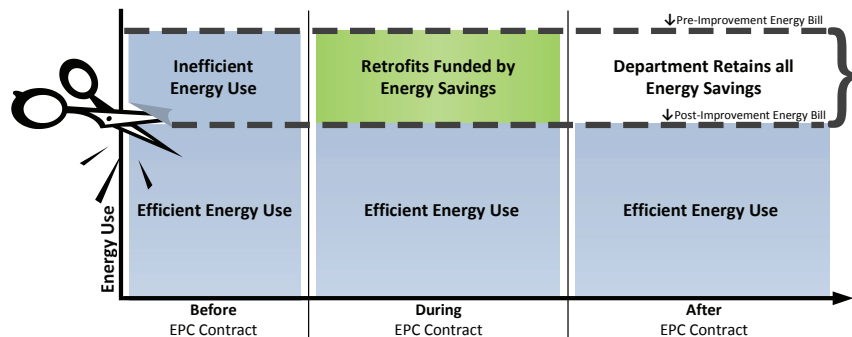 ↓Pre-Improvement Energy Bill
Inefficient
Energy Use
Retrofits Funded by
Energy Savings
Department Retains all
Energy Savings
↓Post-Improvement Energy Bill
Energy Use
Efficient Energy Use
Efficient Energy Use
Efficient Energy Use
Before
EPC Contract
During
EPC Contract
After
EPC Contract